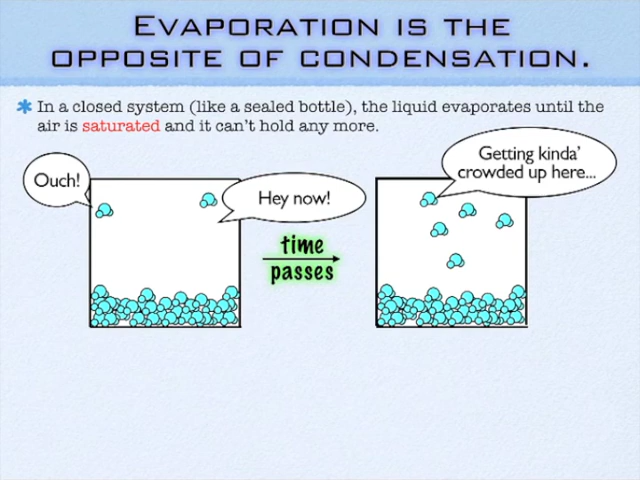 EVAPORATION IS THE
OPPOSITE OF CONDENSATION.
In a closed system (like a sealed bottle), the liquid evaporates until the
air is saturated and it can't hold any more.
Ouch!
Hey now!
time
passes
Getting kinda'
crowded up here...